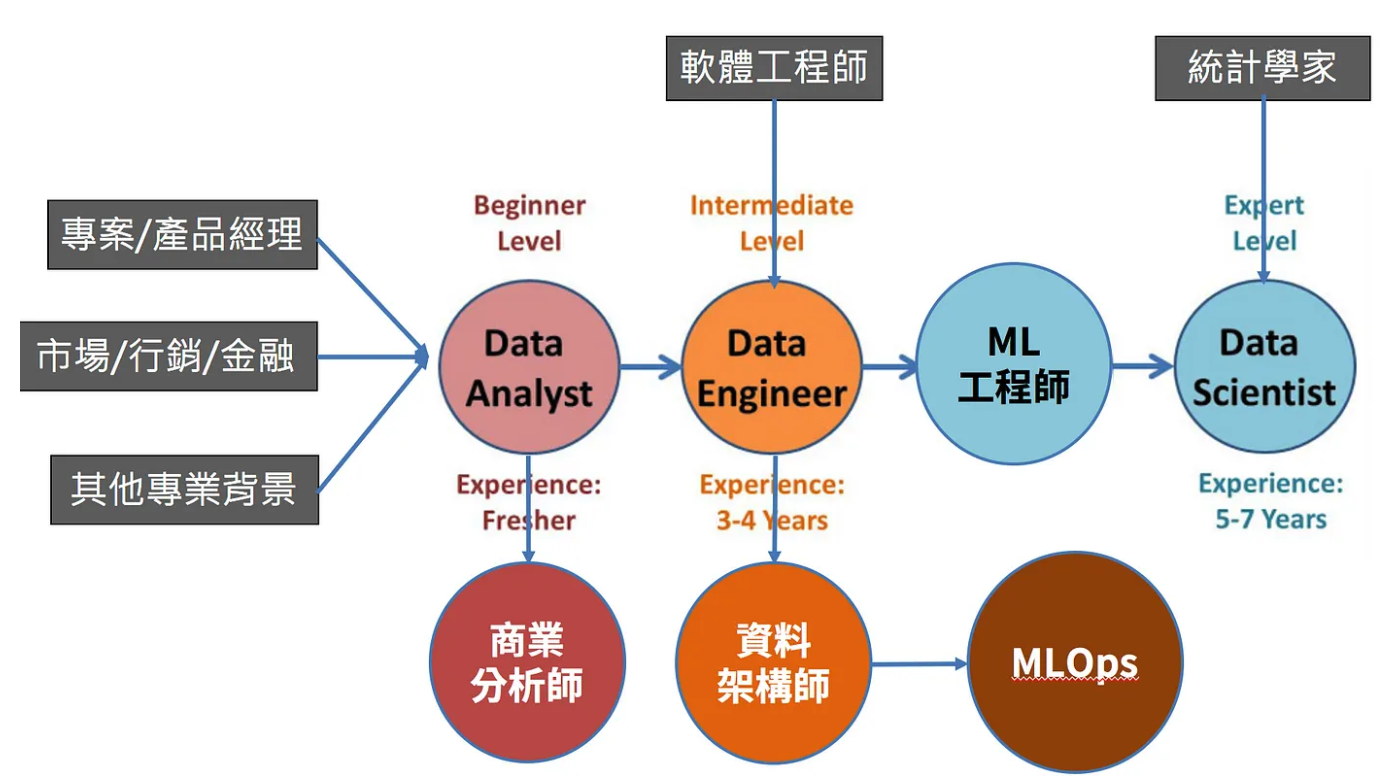 軟體工程師
統計學家
專案/產品經理
市場/行銷/金融
其他專業背景
Beginner
Level
Intermediate
Level
Expert
Level
Data
Analyst
Data
Engineer
ML
工程師
Data
Scientist
Experience:
Fresher
Experience:
3-4 Years
Experience:
5-7 Years
商業
分析師
資料
架構師
MLOps